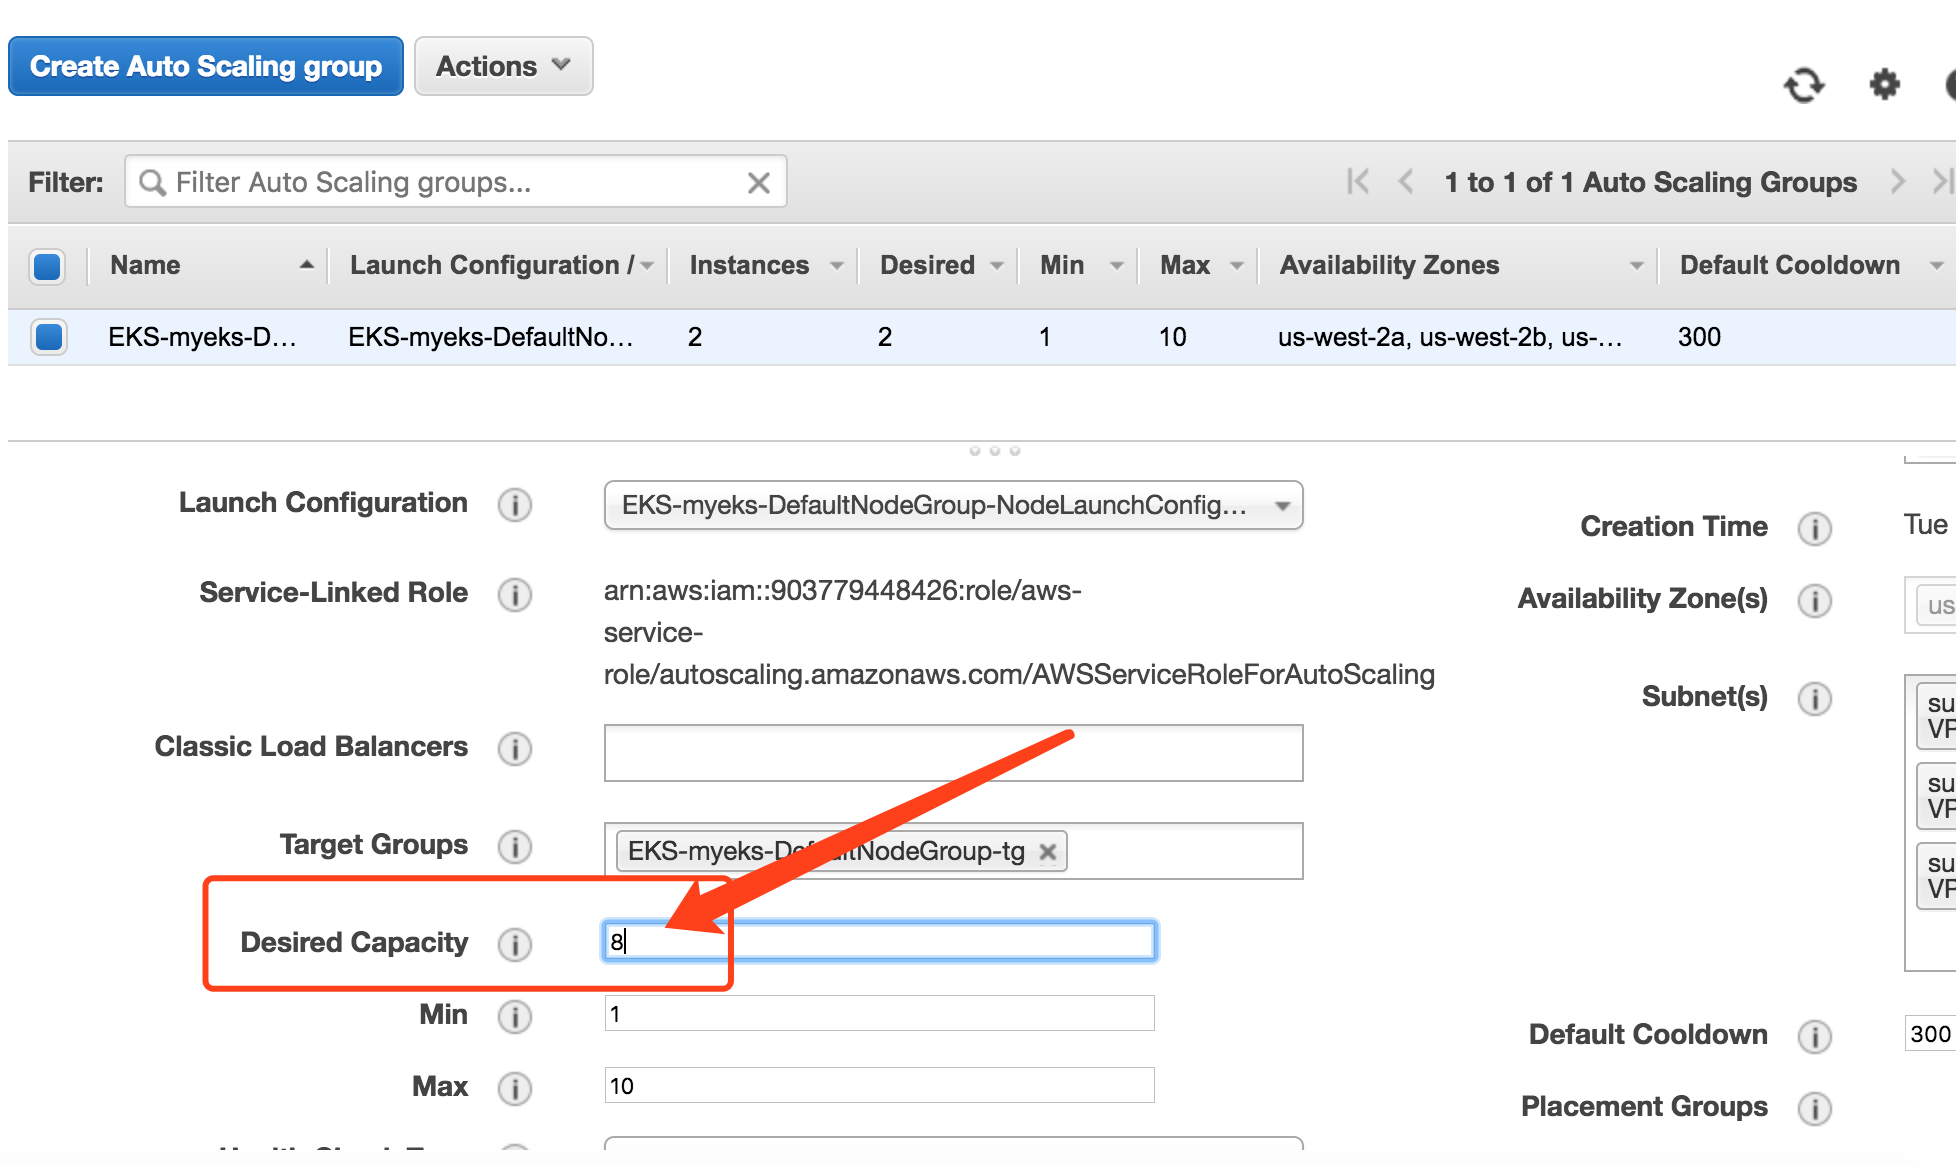 Create Auto Scaling group
Actions
Filter:
Filter Auto Scaling groups...
1 to 1 of 1 Auto Scaling Groups
Name
Launch Configuration /
Instances
Desired
Min
Max
Availability Zones
Default Cooldown
EKS-myeks-D...
EKS-myeks-DefaultNo...
2
2
1
10
us-west-2a, us-west-2b, us-...
300
Launch Configuration
EKS-myeks-DefaultNodeGroup-NodeLaunchConfig...
Service-Linked Role
arn:aws:iam::903779448426:role/aws-
service-
role/autoscaling.amazonaws.com/AWSServiceRoleForAutoScaling
Classic Load Balancers
Target Groups
EKS-myeks-DefaultNodeGroup-tg
Desired Capacity
8
Min
1
Max
10
Creation Time
Tue
Availability Zone(s)
us
Subnet(s)
su
VP
su
VP
su
VP
Default Cooldown
300
Placement Groups